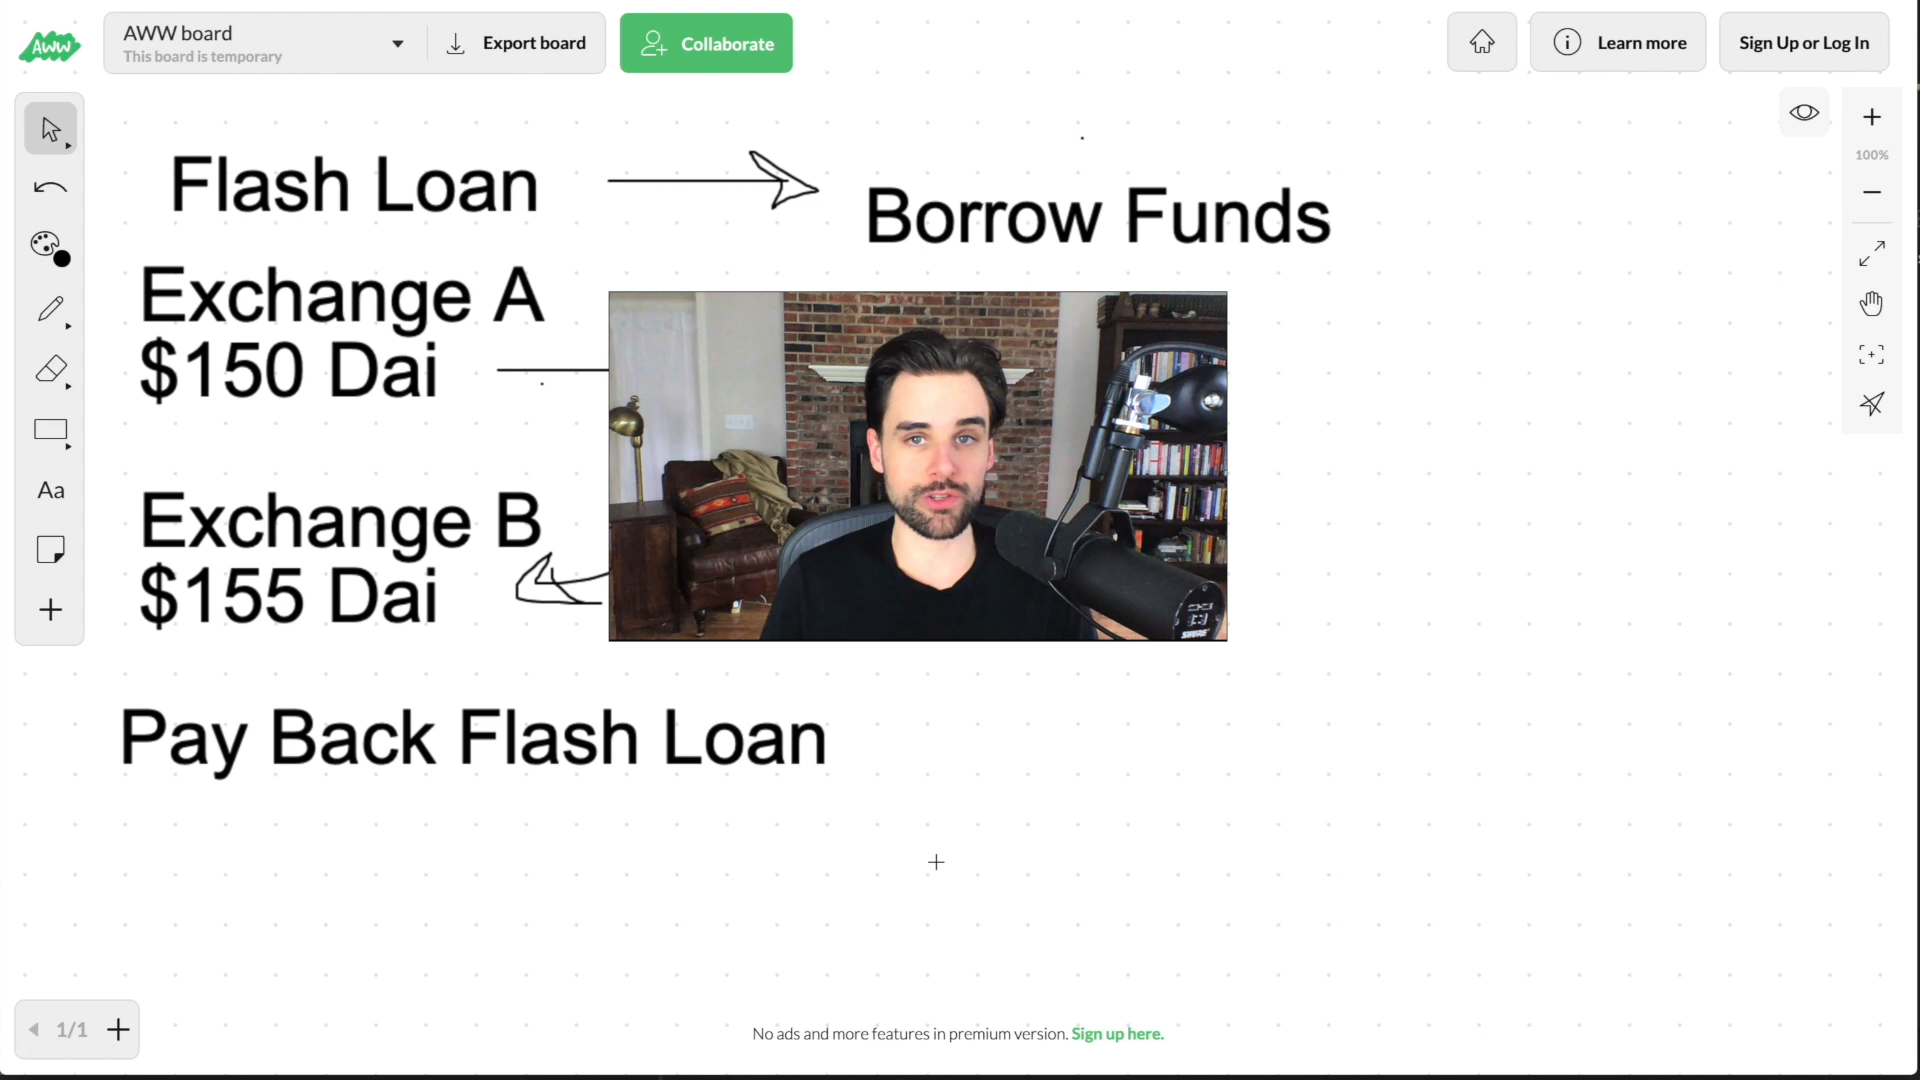 AWW
AWW board
This board is temporary
Export board
Collaborate
Learn more
Sign Up or Log In
100%
Flash Loan
Borrow Funds
Exchange A
$150 Dai
Exchange B
$155 Dai
SHURE
Pay Back Flash Loan
Aa
1/1
No ads and more features in premium version. Sign up here.